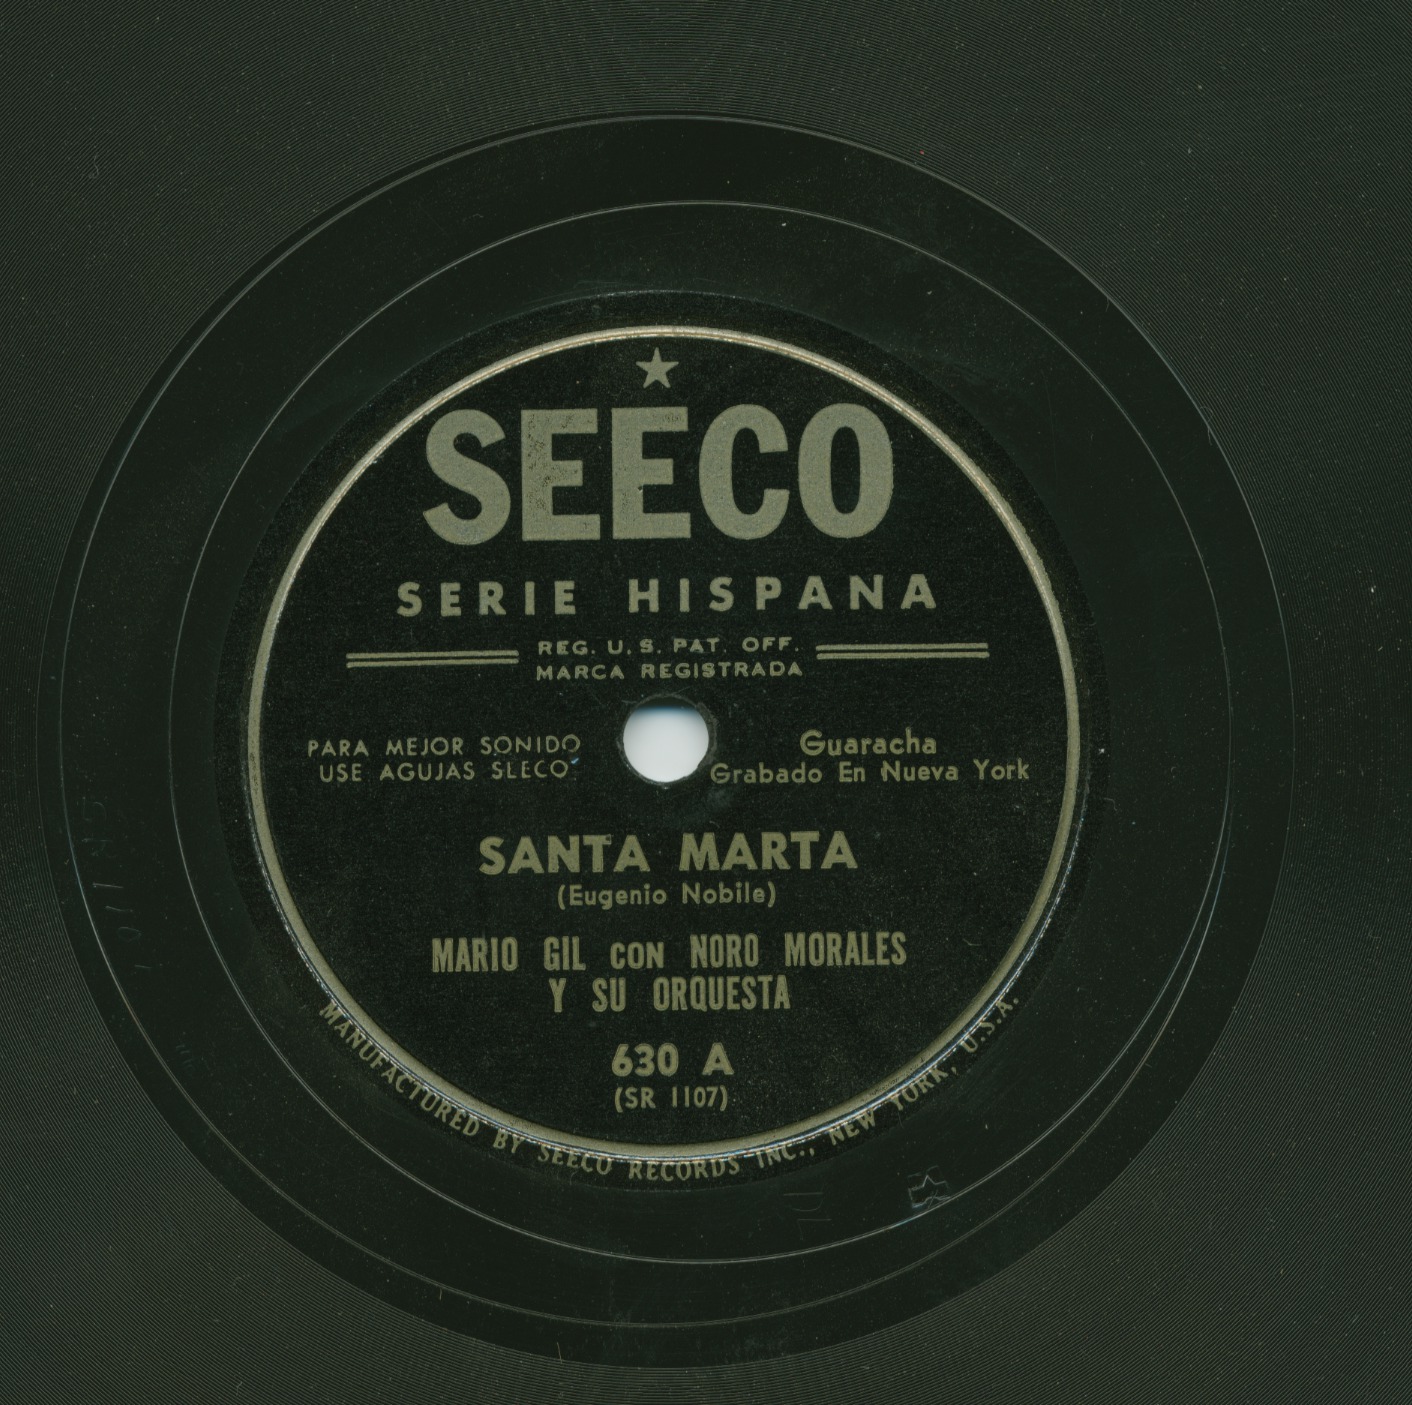 SEECO
SERIE HISPANA
REG. U.S. PAT. OFF.
MARCA REGISTRADA
PARA MEJOR SONIDO
USE AGUJAS SEECO
Guaracha
Grabado En Nueva York
SANTA MARTA
(Eugenio Nobile)
MARIO GIL CON NORO MORALES
Y SU ORQUESTA
630 A
(SR 1107)
MANUFACTURED BY SEECO RECORDS INC., NEW YORK, U.S.A.